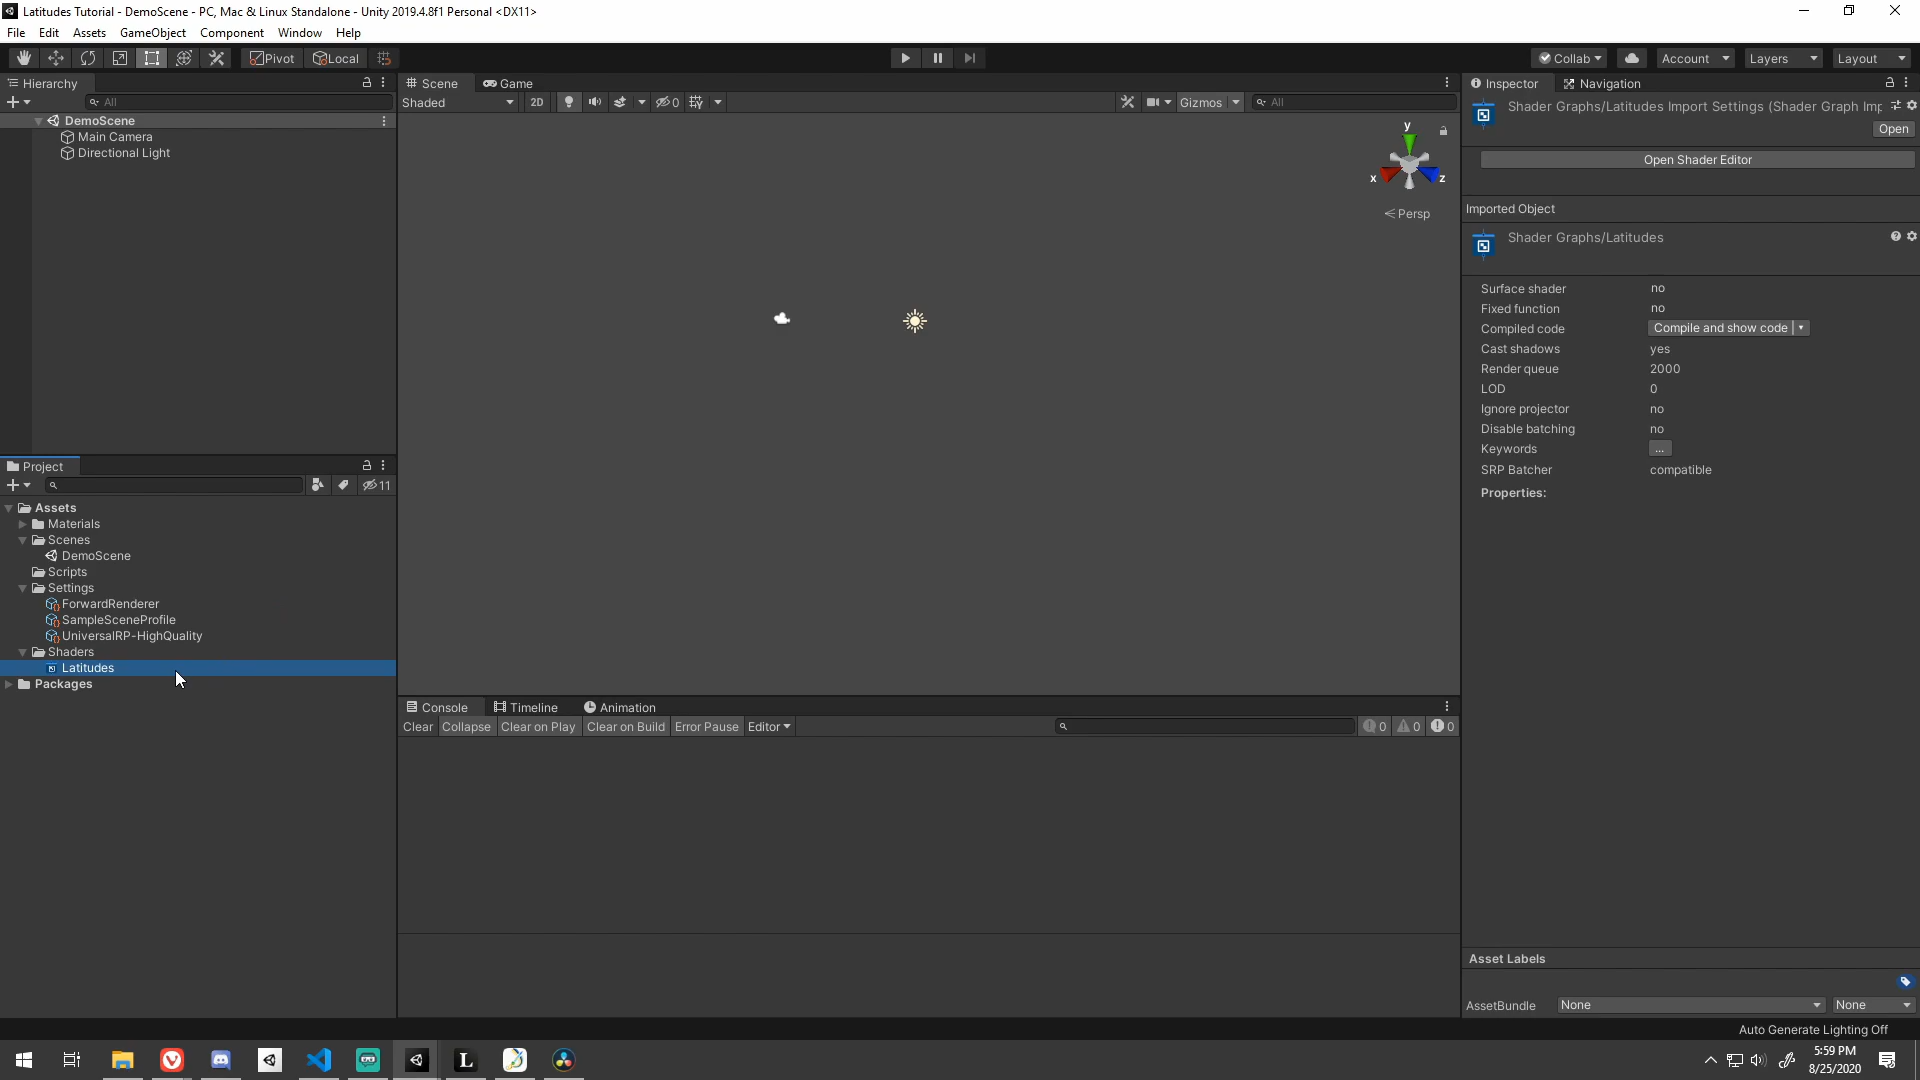 Latitudes Tutorial - DemoScene - PC, Mac & Linux Standalone - Unity 2019.4.8f1 Personal <DX11>
File Edit Assets GameObject Component Window Help
Pivot Local Collab Account Layers Layout
Hierarchy
All
DemoScene
Main Camera
Directional Light
Scene Game
Shaded 2D 0 Gizmos All
y
x z
Persp
Inspector Navigation
Shader Graphs/Latitudes Import Settings (Shader Graph Imp
Open
Open Shader Editor
Imported Object
Shader Graphs/Latitudes
Surface shader no
Fixed function no
Compiled code Compile and show code
Cast shadows yes
Render queue 2000
LOD 0
Ignore projector no
Disable batching no
Keywords ...
SRP Batcher compatible
Properties:
Project
11
Assets
Materials
Scenes
DemoScene
Scripts
Settings
ForwardRenderer
SampleSceneProfile
UniversalRP-HighQuality
Shaders
Latitudes
Packages
Console Timeline Animation
Clear Collapse Clear on Play Clear on Build Error Pause Editor 0 0 0
Asset Labels
AssetBundle None None
Auto Generate Lighting Off
5:59 PM
8/25/2020